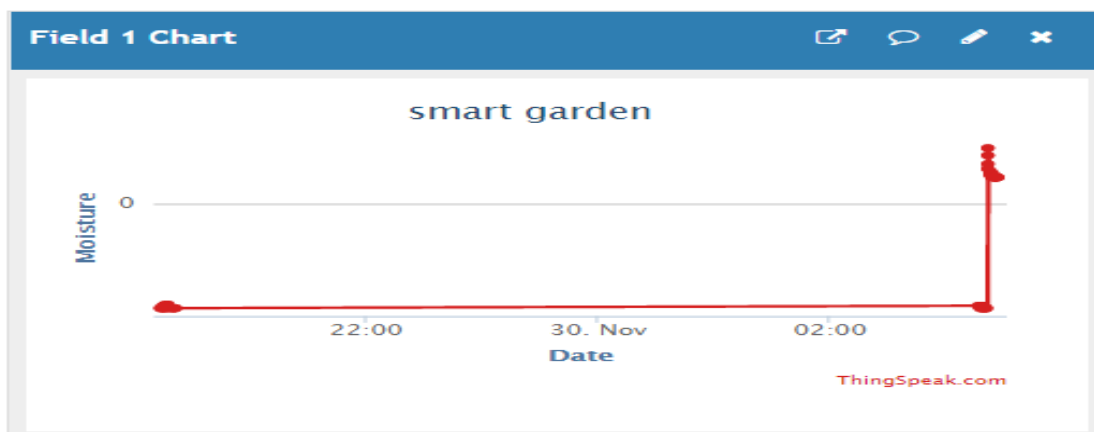 Field 1 Chart
smart garden
Moisture
0
22:00 30. Nov 02:00
Date
ThingSpeak.com